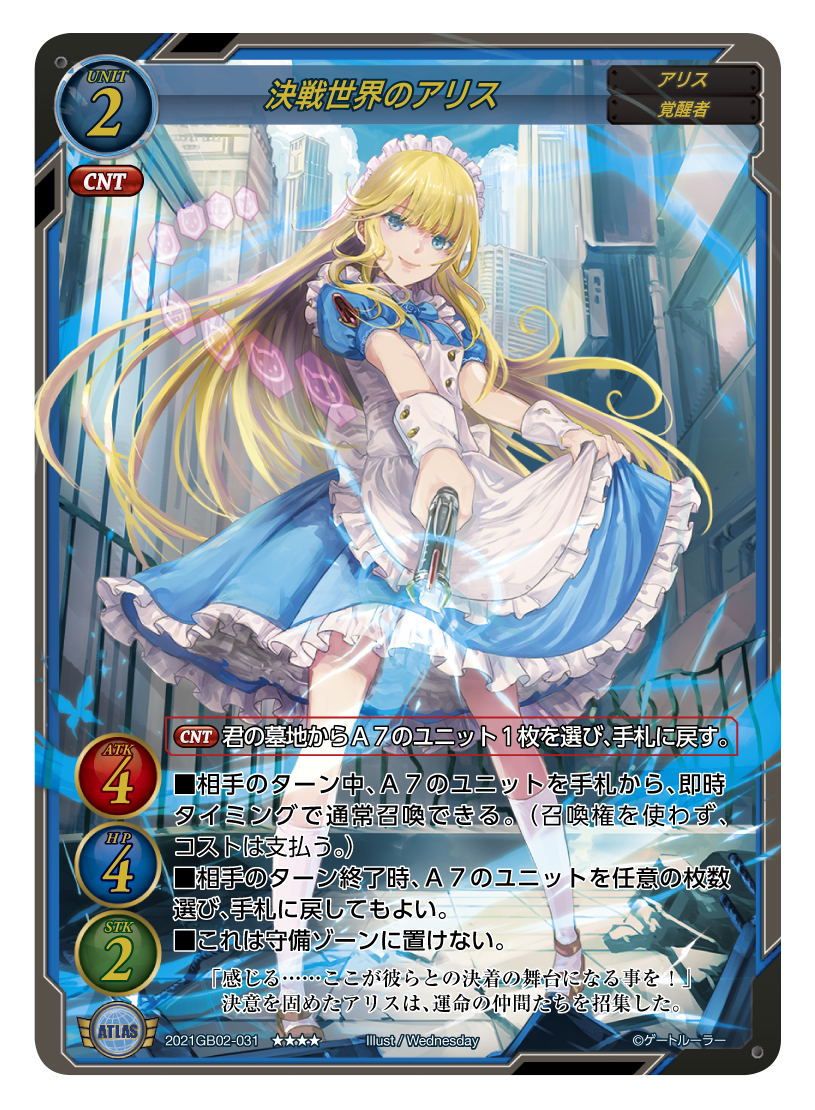 UNIT
2
決戦世界のアリス
アリス
覚醒者
CNT
CNT 君の墓地からA7のユニット1枚を選び、手札に戻す。
ATK
4
■相手のターン中、A7のユニットを手札から、即時
タイミングで通常召喚できる。(召喚権を使わず、
コストは支払う。)
HP
4
■相手のターン終了時、A7のユニットを任意の枚数
選び、手札に戻してもよい。
■これは守備ゾーンに置けない。
STK
2
「感じる……ここが彼らとの決着の舞台になる事を!」
決意を固めたアリスは、運命の仲間たちを招集した。
ATLAS
2021GB02-031 ★★★★ Illust / Wednesday ©ゲートルーラー